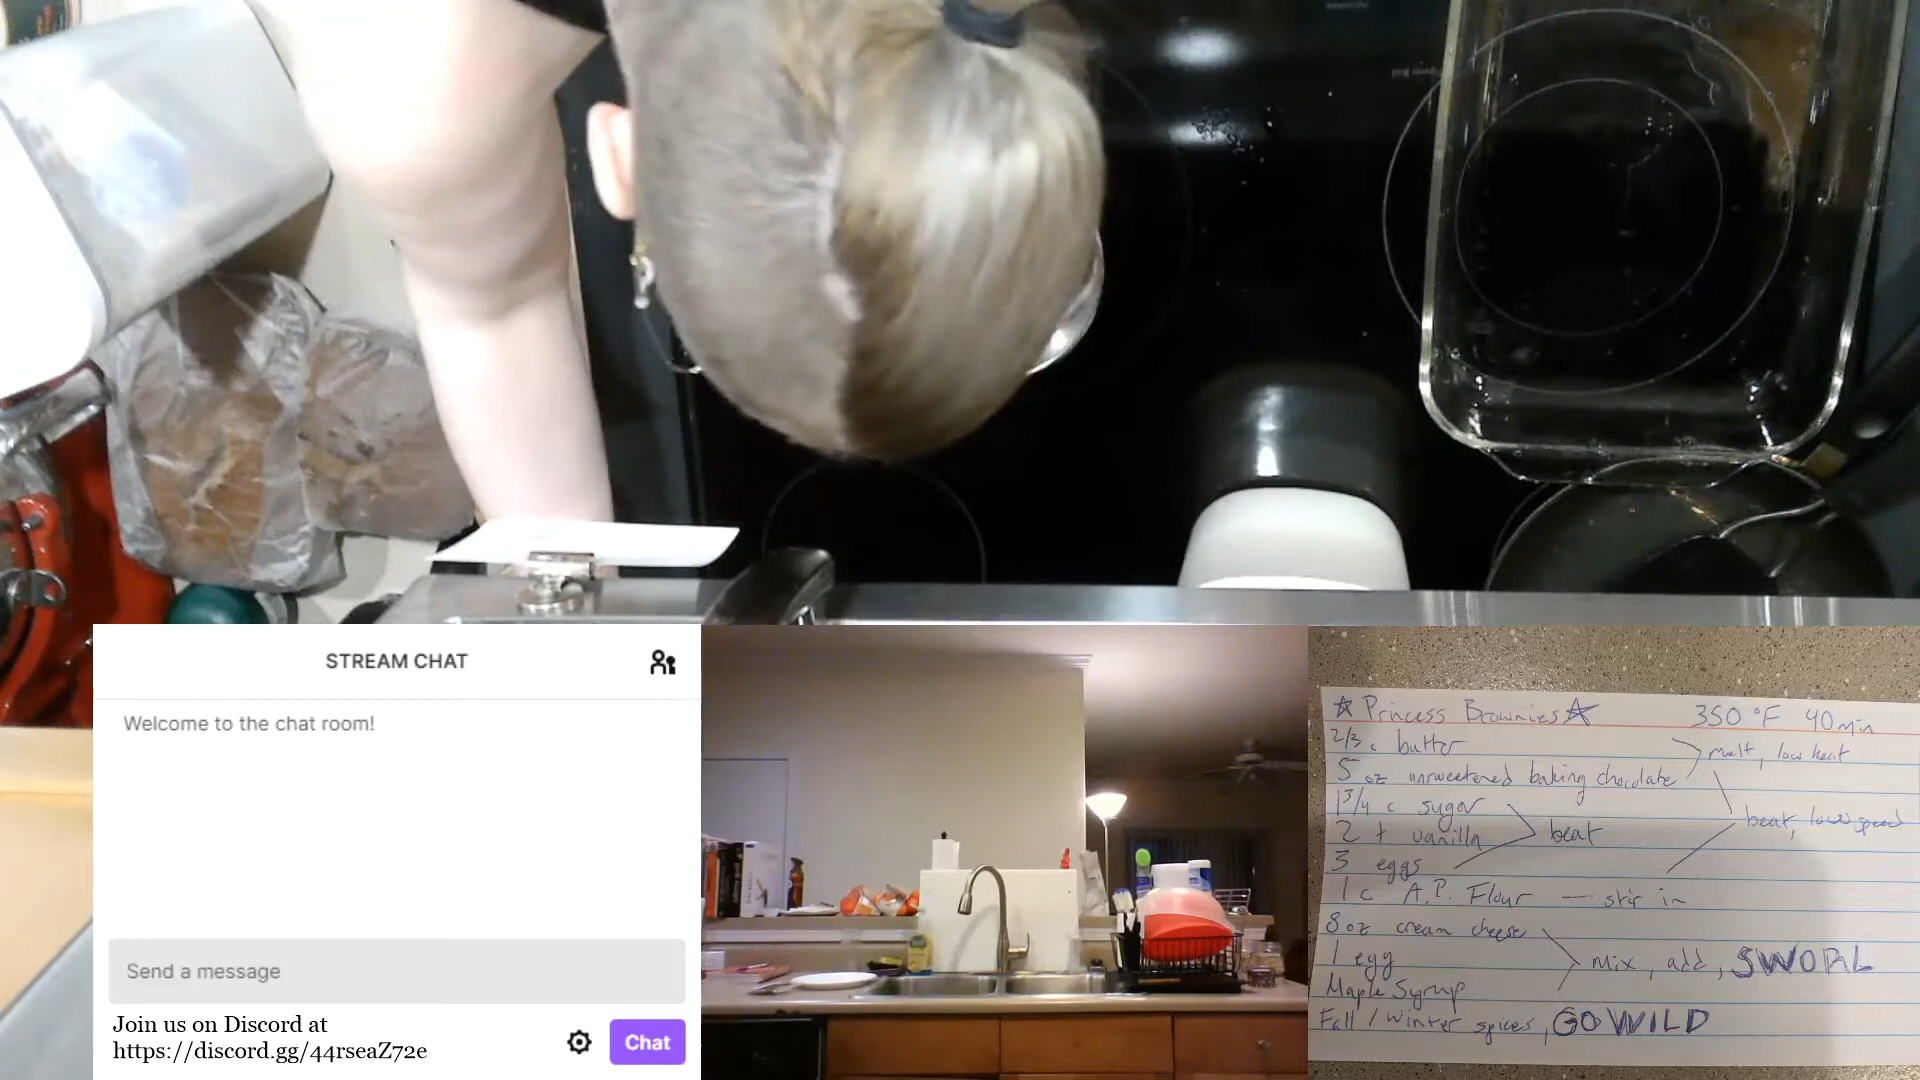 STREAM CHAT
Welcome to the chat room!
Send a message
Join us on Discord at
https://discord.gg/44rseaZ72e
Chat
☆ Princess Brownies ☆ 350 °F 40 min
2/3 c butter
melt, low heat
5 oz unsweetened baking chocolate
1 3/4 c sugar
beat, low speed
2 t vanilla
beat
3 eggs
1 c A.P. Flour — stir in
8 oz cream cheese
1 egg
mix, add, SWORL
Maple Syrup
Fall / Winter spices, GO WILD